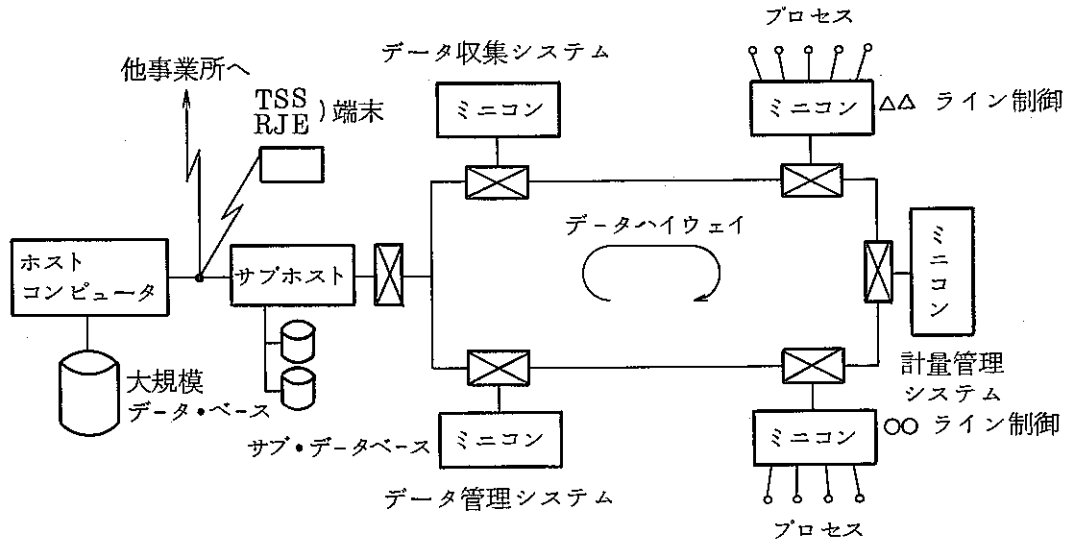 プロセス
データ収集システム
他事業所へ
TSS
RJE
)端末
ミニコン
ミニコン
△△ ライン制御
データハイウェイ
ホスト
コンピュータ
サブホスト
ミニコン
大規模
データ・ベース
計量管理
システム
サブ・データベース
ミニコン
ミニコン
○○ ライン制御
データ管理システム
プロセス